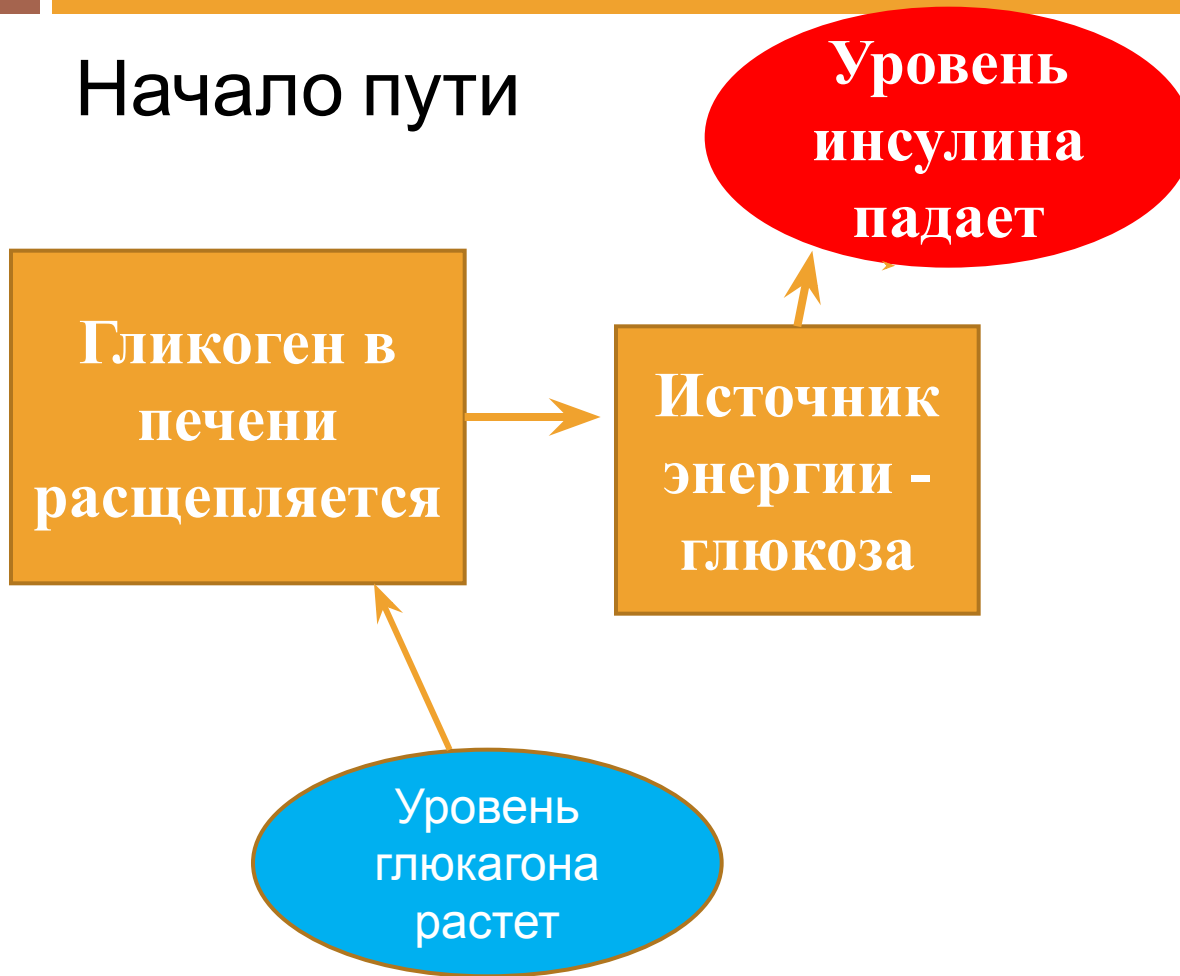 Начало пути
Уровень
инсулина
падает
Гликоген в
печени
расщепляется
Источник
энергии -
глюкоза
Уровень
глюкагона
растет